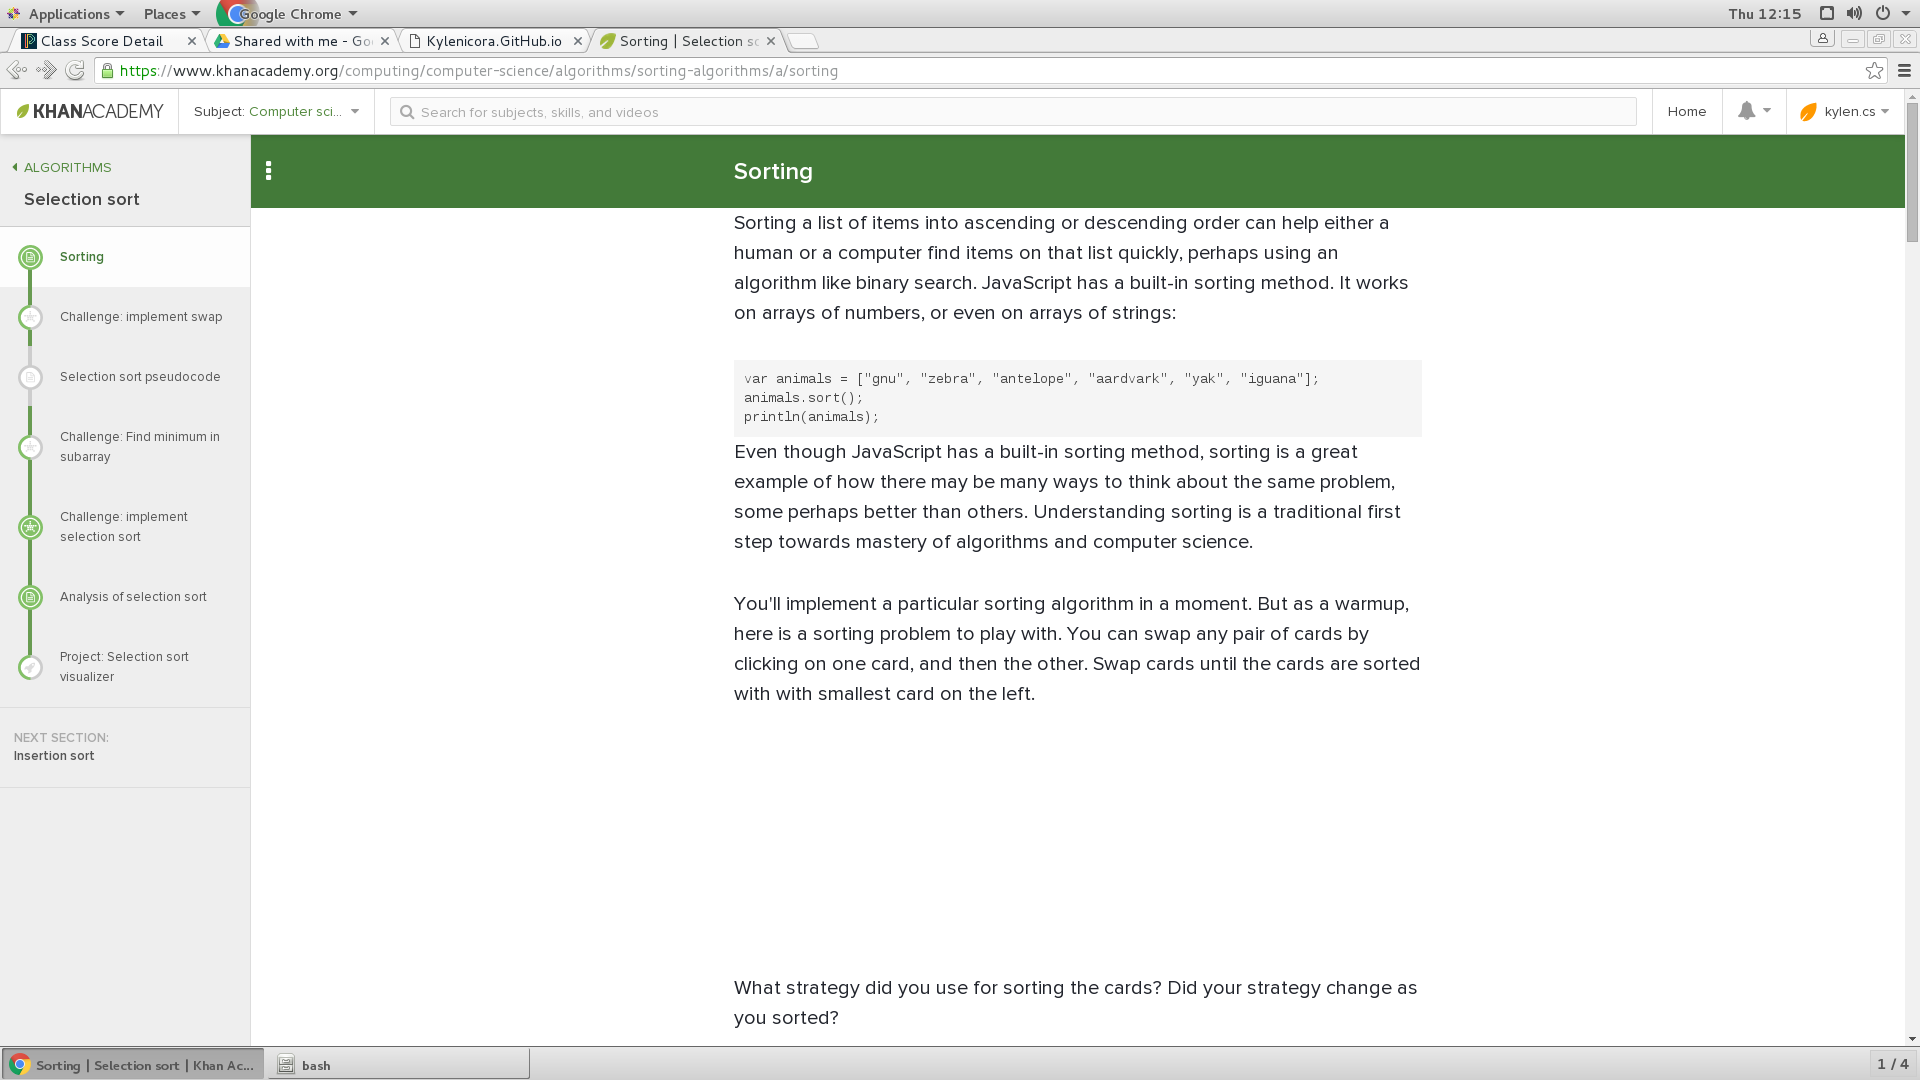 Applications Places Google Chrome Thu 12:15
Class Score Detail Shared with me - Go Kylenicora.GitHub.io Sorting | Selection so
https://www.khanacademy.org/computing/computer-science/algorithms/sorting-algorithms/a/sorting
KHANACADEMY Subject: Computer sci... Search for subjects, skills, and videos Home kylen.cs
ALGORITHMS
Selection sort
Sorting
Challenge: implement swap
Selection sort pseudocode
Challenge: Find minimum in
subarray
Challenge: implement
selection sort
Analysis of selection sort
Project: Selection sort
visualizer
NEXT SECTION:
Insertion sort
Sorting
Sorting a list of items into ascending or descending order can help either a
human or a computer find items on that list quickly, perhaps using an
algorithm like binary search. JavaScript has a built-in sorting method. It works
on arrays of numbers, or even on arrays of strings:
var animals = ["gnu", "zebra", "antelope", "aardvark", "yak", "iguana"];
animals.sort();
println(animals);
Even though JavaScript has a built-in sorting method, sorting is a great
example of how there may be many ways to think about the same problem,
some perhaps better than others. Understanding sorting is a traditional first
step towards mastery of algorithms and computer science.
You'll implement a particular sorting algorithm in a moment. But as a warmup,
here is a sorting problem to play with. You can swap any pair of cards by
clicking on one card, and then the other. Swap cards until the cards are sorted
with with smallest card on the left.
What strategy did you use for sorting the cards? Did your strategy change as
you sorted?
Sorting | Selection sort | Khan Ac... bash 1 / 4